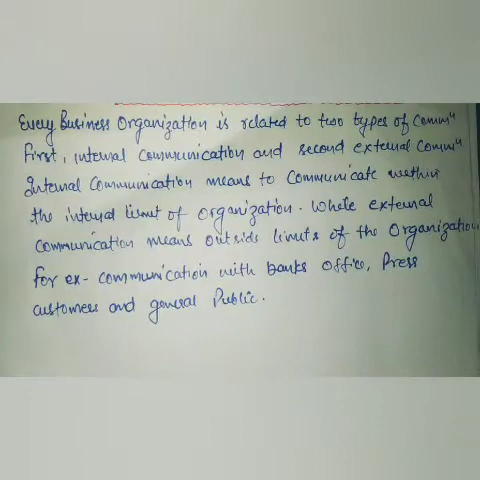 Every Business Organization is related to two types of Commⁿ
First, internal communication and second external Commⁿ
Internal Communication means to communicate within
the internal limit of organization. While external
communication means outside limits of the Organization
for ex- communication with banks office, Press
customers and general Public.